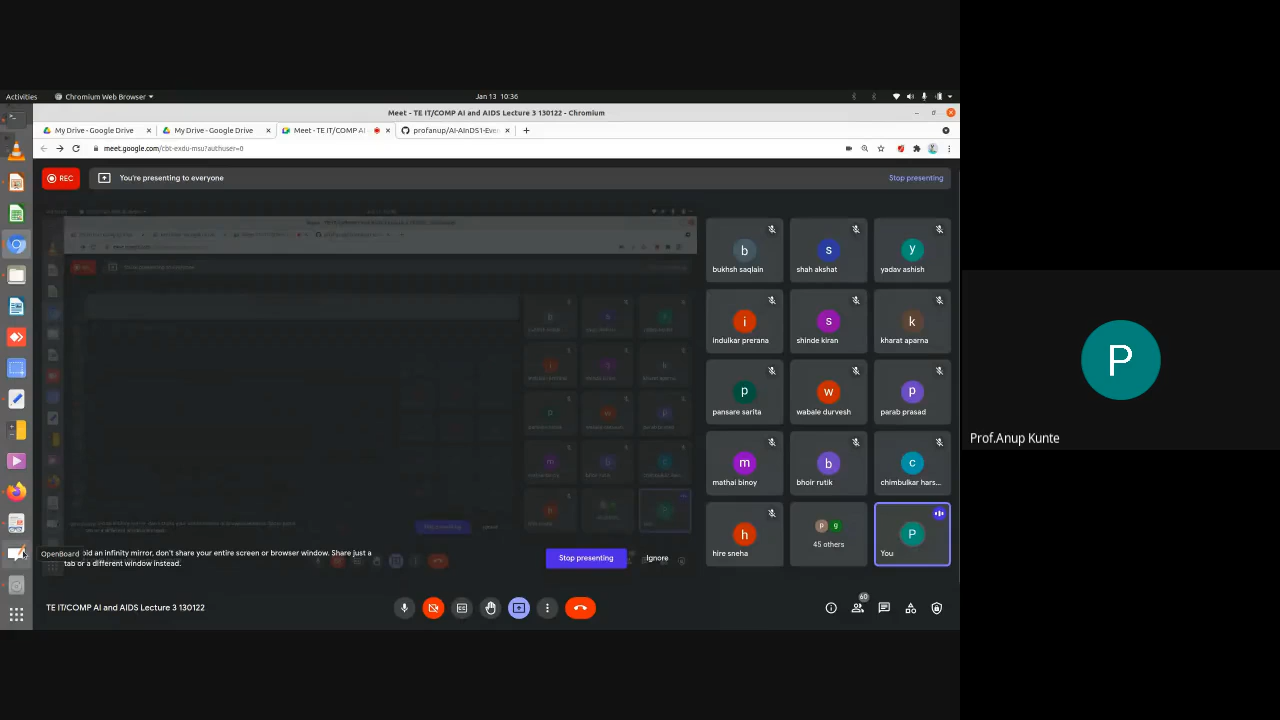 Activities
Chromium Web Browser
Jan 13 10:36
Meet - TE IT/COMP AI and AIDS Lecture 3 130122 - Chromium
My Drive - Google Drive
My Drive - Google Drive
Meet - TE IT/COMP AI
profanup/AI-AInDS1-Ever
meet.google.com/cbt-exdu-msu?authuser=0
REC
You're presenting to everyone
Stop presenting
b
bukhsh saqlain
s
shah akshat
y
yadav ashish
i
indulkar prerana
s
shinde kiran
k
kharat aparna
p
pansare sarita
w
wabale durvesh
p
parab prasad
m
mathai binoy
b
bhoir rutik
c
chimbulkar hars...
h
hire sneha
p g
45 others
P
You
OpenBoard
oid an infinity mirror, don't share your entire screen or browser window. Share just a
tab or a different window instead.
Stop presenting
Ignore
TE IT/COMP AI and AIDS Lecture 3 130122
60
P
Prof.Anup Kunte